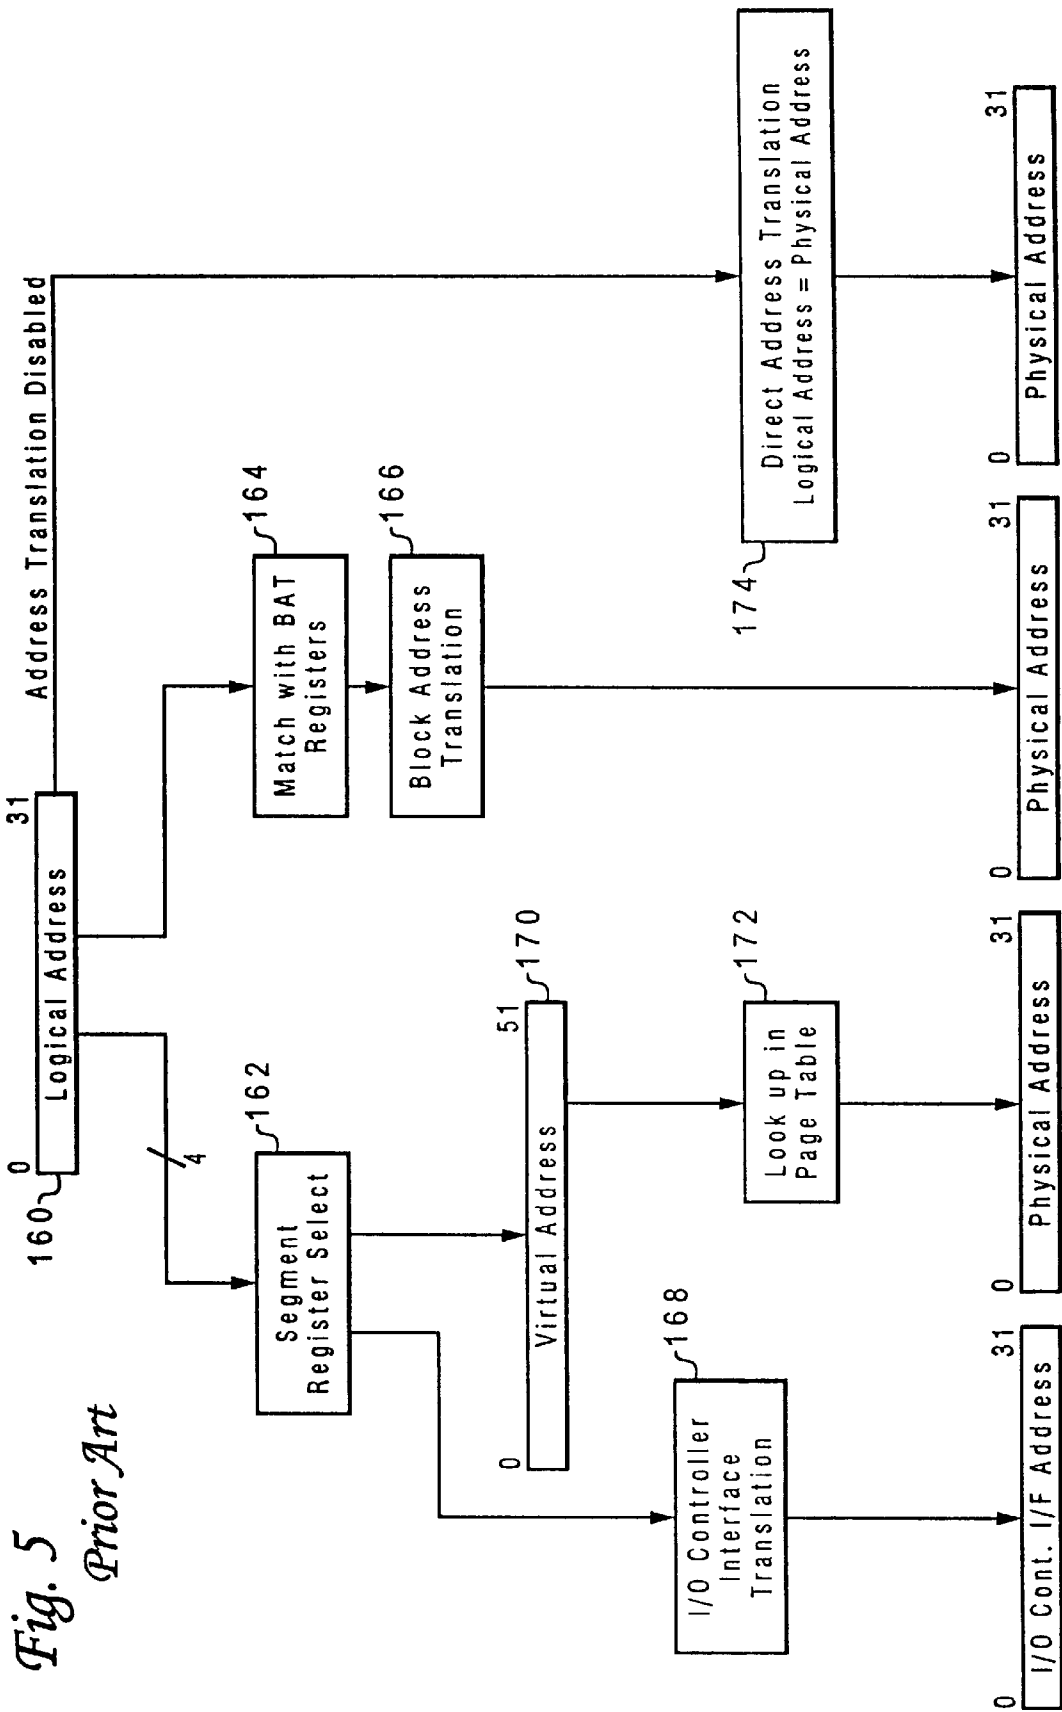 Fig. 5
Prior Art
160
0
31
Logical Address
Address Translation Disabled
4
Segment
Register Select
162
Match with BAT
Registers
164
Block Address
Translation
166
0
51
Virtual Address
170
I/O Controller
Interface
Translation
168
Look up in
Page Table
172
174
Direct Address Translation
Logical Address = Physical Address
0
31
I/O Cont. I/F Address
0
31
Physical Address
0
31
Physical Address
0
31
Physical Address